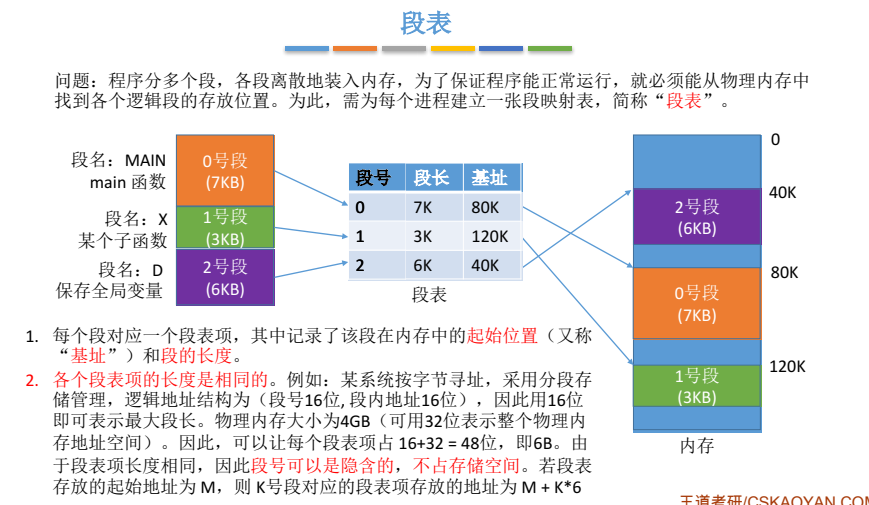 段表
问题：程序分多个段，各段离散地装入内存，为了保证程序能正常运行，就必须能从物理内存中
找到各个逻辑段的存放位置。为此，需为每个进程建立一张段映射表，简称“段表”。
段名：MAIN
main 函数
段名：X
某个子函数
段名：D
保存全局变量
0号段
(7KB)
1号段
(3KB)
2号段
(6KB)
段号 段长 基址
0 7K 80K
1 3K 120K
2 6K 40K
段表
0
40K
2号段
(6KB)
80K
0号段
(7KB)
120K
1号段
(3KB)
内存
1. 每个段对应一个段表项，其中记录了该段在内存中的起始位置（又称
“基址”）和段的长度。
2. 各个段表项的长度是相同的。例如：某系统按字节寻址，采用分段存
储管理，逻辑地址结构为（段号16位, 段内地址16位），因此用16位
即可表示最大段长。物理内存大小为4GB（可用32位表示整个物理内
存地址空间）。因此，可以让每个段表项占 16+32 = 48位，即6B。由
于段表项长度相同，因此段号可以是隐含的，不占存储空间。若段表
存放的起始地址为 M，则 K号段对应的段表项存放的地址为 M + K*6
王道考研/CSKAOYAN.COM